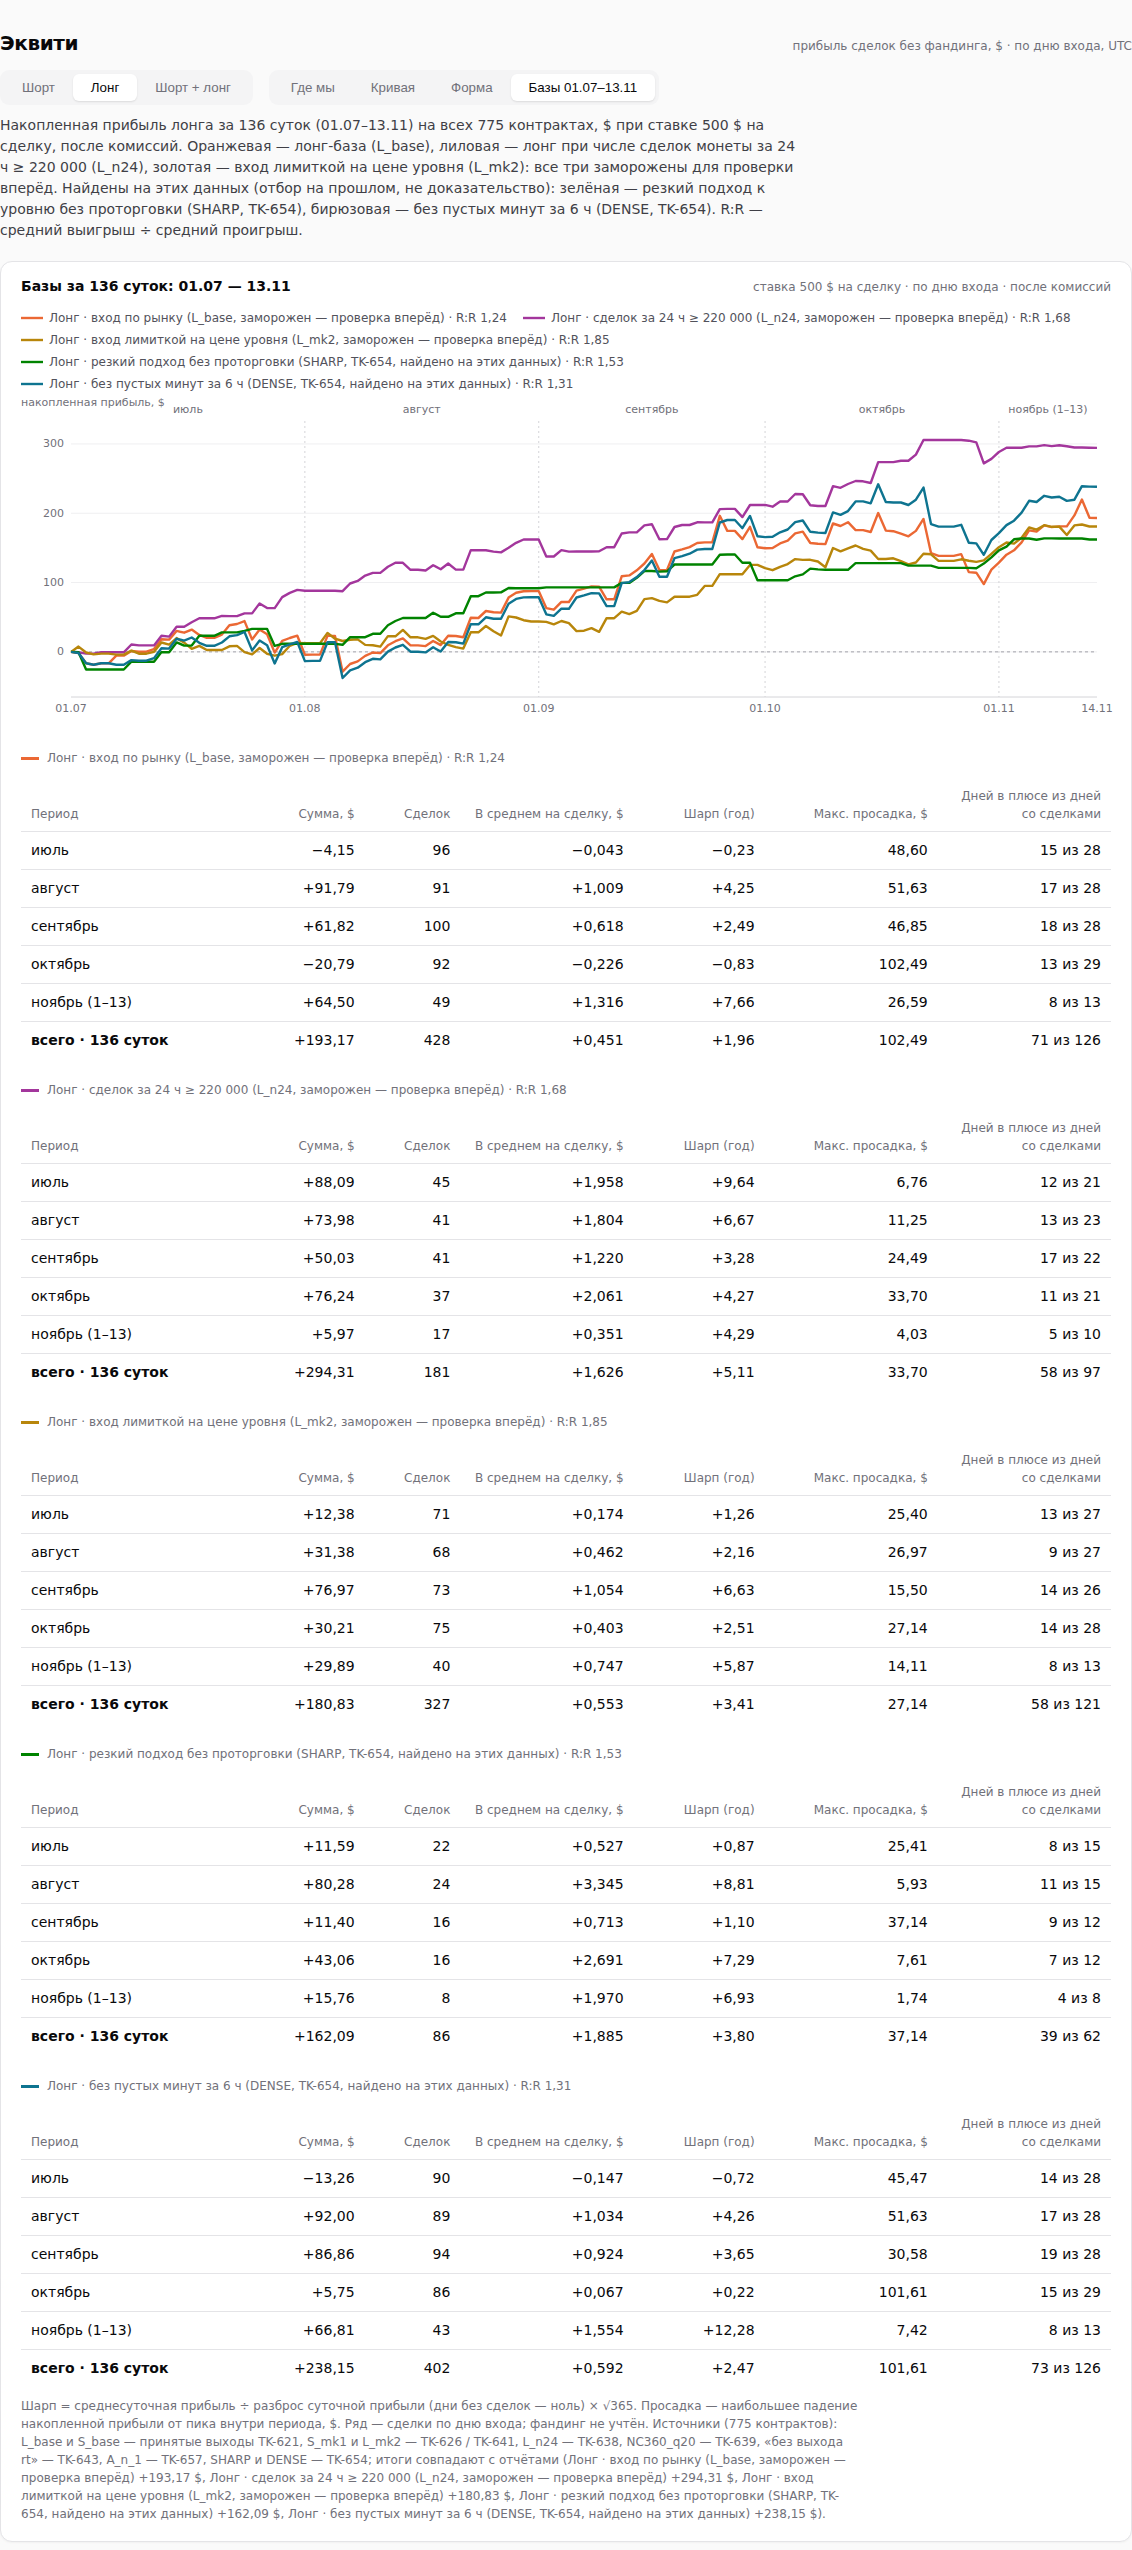 Эквити
прибыль сделок без фандинга, $ · по дню входа, UTC
Шорт Лонг Шорт + лонг Где мы Кривая Форма Базы 01.07–13.11
Накопленная прибыль лонга за 136 суток (01.07–13.11) на всех 775 контрактах, $ при ставке 500 $ на
сделку, после комиссий. Оранжевая — лонг-база (L_base), лиловая — лонг при числе сделок монеты за 24
ч ≥ 220 000 (L_n24), золотая — вход лимиткой на цене уровня (L_mk2): все три заморожены для проверки
вперёд. Найдены на этих данных (отбор на прошлом, не доказательство): зелёная — резкий подход к
уровню без проторговки (SHARP, TK-654), бирюзовая — без пустых минут за 6 ч (DENSE, TK-654). R:R —
средний выигрыш ÷ средний проигрыш.
Базы за 136 суток: 01.07 — 13.11
ставка 500 $ на сделку · по дню входа · после комиссий
Лонг · вход по рынку (L_base, заморожен — проверка вперёд) · R:R 1,24 Лонг · сделок за 24 ч ≥ 220 000 (L_n24, заморожен — проверка вперёд) · R:R 1,68
Лонг · вход лимиткой на цене уровня (L_mk2, заморожен — проверка вперёд) · R:R 1,85
Лонг · резкий подход без проторговки (SHARP, TK-654, найдено на этих данных) · R:R 1,53
Лонг · без пустых минут за 6 ч (DENSE, TK-654, найдено на этих данных) · R:R 1,31
накопленная прибыль, $
июль август сентябрь октябрь ноябрь (1–13)
300
200
100
0
01.07 01.08 01.09 01.10 01.11 14.11
Лонг · вход по рынку (L_base, заморожен — проверка вперёд) · R:R 1,24
Период Сумма, $ Сделок В среднем на сделку, $ Шарп (год) Макс. просадка, $ Дней в плюсе из дней
со сделками
июль −4,15 96 −0,043 −0,23 48,60 15 из 28
август +91,79 91 +1,009 +4,25 51,63 17 из 28
сентябрь +61,82 100 +0,618 +2,49 46,85 18 из 28
октябрь −20,79 92 −0,226 −0,83 102,49 13 из 29
ноябрь (1–13) +64,50 49 +1,316 +7,66 26,59 8 из 13
всего · 136 суток +193,17 428 +0,451 +1,96 102,49 71 из 126
Лонг · сделок за 24 ч ≥ 220 000 (L_n24, заморожен — проверка вперёд) · R:R 1,68
Период Сумма, $ Сделок В среднем на сделку, $ Шарп (год) Макс. просадка, $ Дней в плюсе из дней
со сделками
июль +88,09 45 +1,958 +9,64 6,76 12 из 21
август +73,98 41 +1,804 +6,67 11,25 13 из 23
сентябрь +50,03 41 +1,220 +3,28 24,49 17 из 22
октябрь +76,24 37 +2,061 +4,27 33,70 11 из 21
ноябрь (1–13) +5,97 17 +0,351 +4,29 4,03 5 из 10
всего · 136 суток +294,31 181 +1,626 +5,11 33,70 58 из 97
Лонг · вход лимиткой на цене уровня (L_mk2, заморожен — проверка вперёд) · R:R 1,85
Период Сумма, $ Сделок В среднем на сделку, $ Шарп (год) Макс. просадка, $ Дней в плюсе из дней
со сделками
июль +12,38 71 +0,174 +1,26 25,40 13 из 27
август +31,38 68 +0,462 +2,16 26,97 9 из 27
сентябрь +76,97 73 +1,054 +6,63 15,50 14 из 26
октябрь +30,21 75 +0,403 +2,51 27,14 14 из 28
ноябрь (1–13) +29,89 40 +0,747 +5,87 14,11 8 из 13
всего · 136 суток +180,83 327 +0,553 +3,41 27,14 58 из 121
Лонг · резкий подход без проторговки (SHARP, TK-654, найдено на этих данных) · R:R 1,53
Период Сумма, $ Сделок В среднем на сделку, $ Шарп (год) Макс. просадка, $ Дней в плюсе из дней
со сделками
июль +11,59 22 +0,527 +0,87 25,41 8 из 15
август +80,28 24 +3,345 +8,81 5,93 11 из 15
сентябрь +11,40 16 +0,713 +1,10 37,14 9 из 12
октябрь +43,06 16 +2,691 +7,29 7,61 7 из 12
ноябрь (1–13) +15,76 8 +1,970 +6,93 1,74 4 из 8
всего · 136 суток +162,09 86 +1,885 +3,80 37,14 39 из 62
Лонг · без пустых минут за 6 ч (DENSE, TK-654, найдено на этих данных) · R:R 1,31
Период Сумма, $ Сделок В среднем на сделку, $ Шарп (год) Макс. просадка, $ Дней в плюсе из дней
со сделками
июль −13,26 90 −0,147 −0,72 45,47 14 из 28
август +92,00 89 +1,034 +4,26 51,63 17 из 28
сентябрь +86,86 94 +0,924 +3,65 30,58 19 из 28
октябрь +5,75 86 +0,067 +0,22 101,61 15 из 29
ноябрь (1–13) +66,81 43 +1,554 +12,28 7,42 8 из 13
всего · 136 суток +238,15 402 +0,592 +2,47 101,61 73 из 126
Шарп = среднесуточная прибыль ÷ разброс суточной прибыли (дни без сделок — ноль) × √365. Просадка — наибольшее падение
накопленной прибыли от пика внутри периода, $. Ряд — сделки по дню входа; фандинг не учтён. Источники (775 контрактов):
L_base и S_base — принятые выходы TK-621, S_mk1 и L_mk2 — TK-626 / TK-641, L_n24 — TK-638, NC360_q20 — TK-639, «без выхода
rt» — TK-643, A_n_1 — TK-657, SHARP и DENSE — TK-654; итоги совпадают с отчётами (Лонг · вход по рынку (L_base, заморожен —
проверка вперёд) +193,17 $, Лонг · сделок за 24 ч ≥ 220 000 (L_n24, заморожен — проверка вперёд) +294,31 $, Лонг · вход
лимиткой на цене уровня (L_mk2, заморожен — проверка вперёд) +180,83 $, Лонг · резкий подход без проторговки (SHARP, TK-
654, найдено на этих данных) +162,09 $, Лонг · без пустых минут за 6 ч (DENSE, TK-654, найдено на этих данных) +238,15 $).